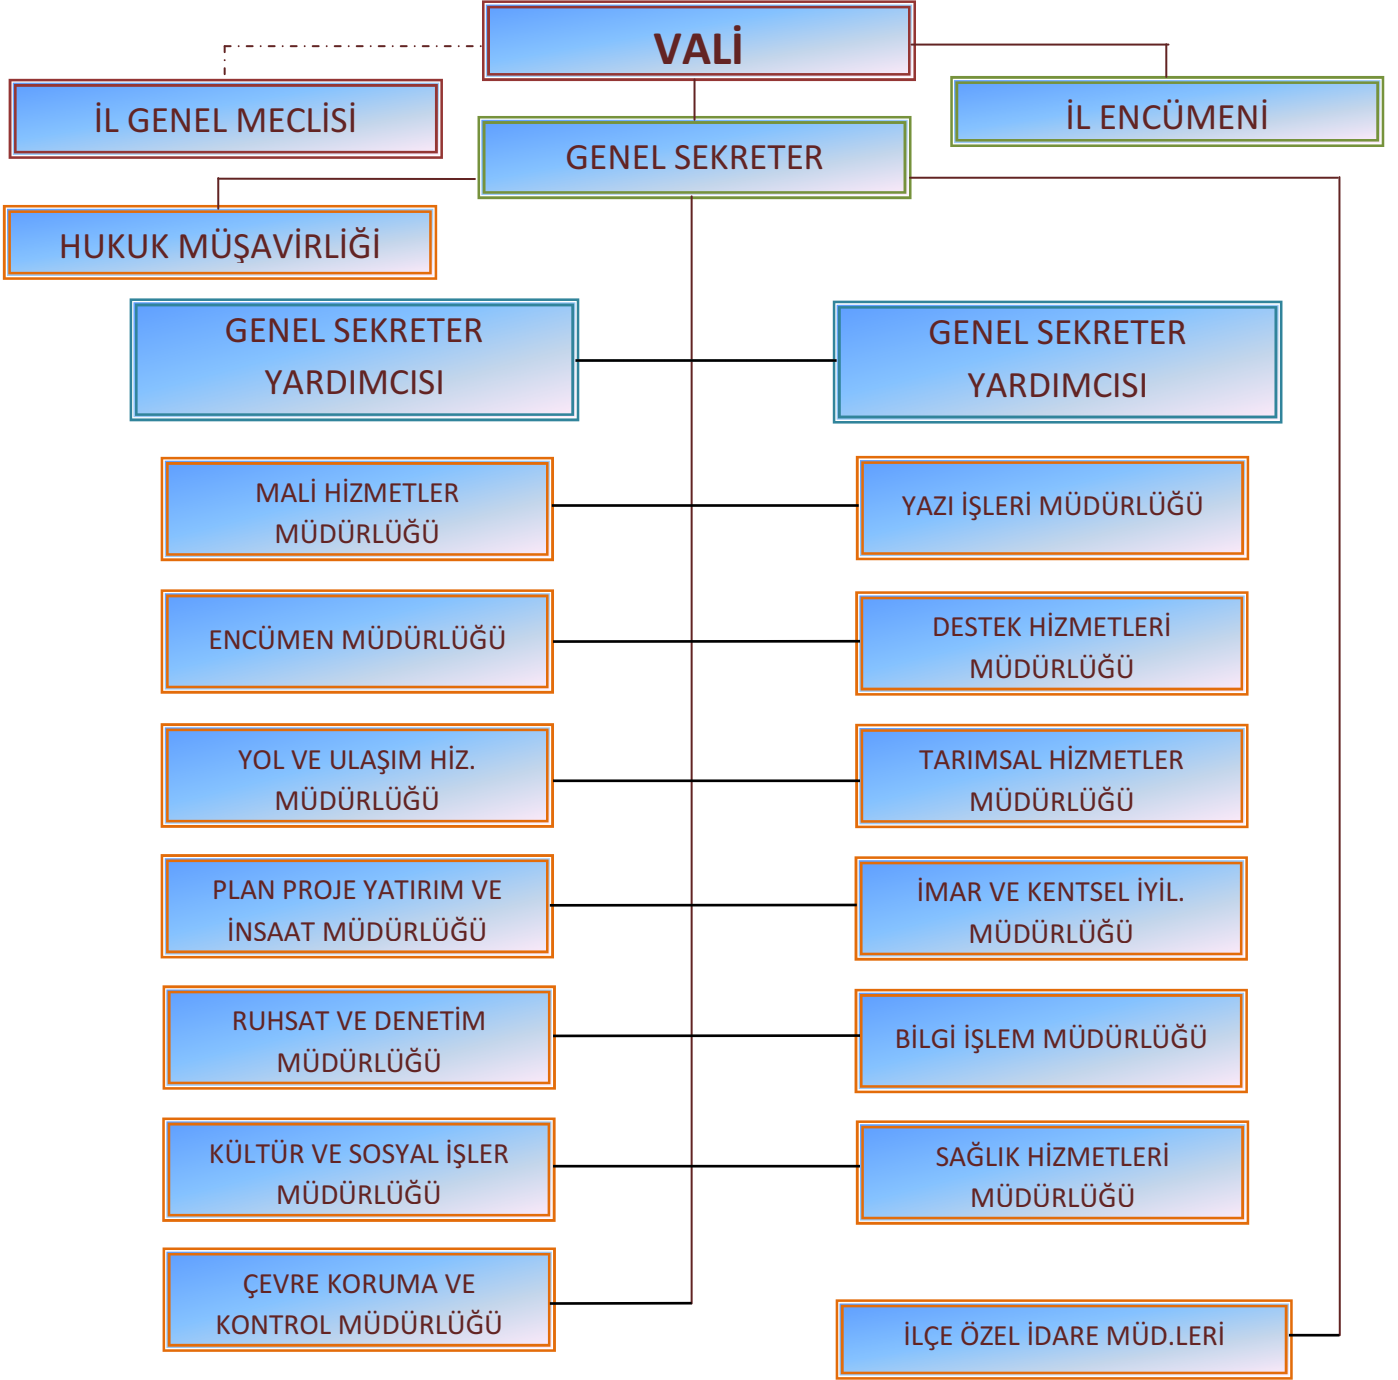 VALİ
İL GENEL MECLİSİ
İL ENCÜMENİ
GENEL SEKRETER
HUKUK MÜŞAVİRLİĞİ
GENEL SEKRETER
YARDIMCISI
GENEL SEKRETER
YARDIMCISI
MALİ HİZMETLER
MÜDÜRLÜĞÜ
YAZI İŞLERİ MÜDÜRLÜĞÜ
ENCÜMEN MÜDÜRLÜĞÜ
DESTEK HİZMETLERİ
MÜDÜRLÜĞÜ
YOL VE ULAŞIM HİZ.
MÜDÜRLÜĞÜ
TARIMSAL HİZMETLER
MÜDÜRLÜĞÜ
PLAN PROJE YATIRIM VE
İNSAAT MÜDÜRLÜĞÜ
İMAR VE KENTSEL İYİL.
MÜDÜRLÜĞÜ
RUHSAT VE DENETİM
MÜDÜRLÜĞÜ
BİLGİ İŞLEM MÜDÜRLÜĞÜ
KÜLTÜR VE SOSYAL İŞLER
MÜDÜRLÜĞÜ
SAĞLIK HİZMETLERİ
MÜDÜRLÜĞÜ
ÇEVRE KORUMA VE
KONTROL MÜDÜRLÜĞÜ
İLÇE ÖZEL İDARE MÜD.LERİ